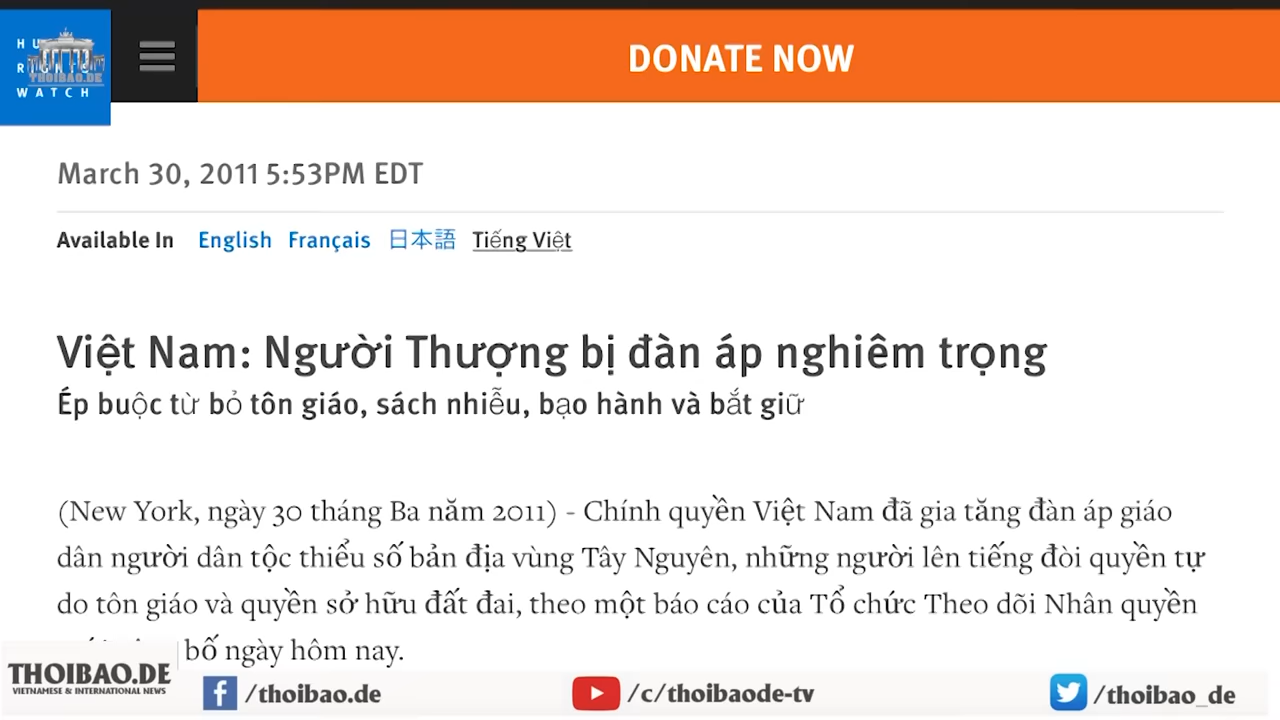 HU
THOIBAO.DE
WATCH
DONATE NOW
March 30, 2011 5:53PM EDT
Available In English Français 日本語 Tiếng Việt
Việt Nam: Người Thượng bị đàn áp nghiêm trọng
Ép buộc từ bỏ tôn giáo, sách nhiễu, bạo hành và bắt giữ
(New York, ngày 30 tháng Ba năm 2011) - Chính quyền Việt Nam đã gia tăng đàn áp giáo
dân người dân tộc thiểu số bản địa vùng Tây Nguyên, những người lên tiếng đòi quyền tự
do tôn giáo và quyền sở hữu đất đai, theo một báo cáo của Tổ chức Theo dõi Nhân quyền
bố ngày hôm nay.
THOIBAO.DE
VIETNAMESE & INTERNATIONAL NEWS
/thoibao.de
/c/thoibaode-tv
/thoibao_de